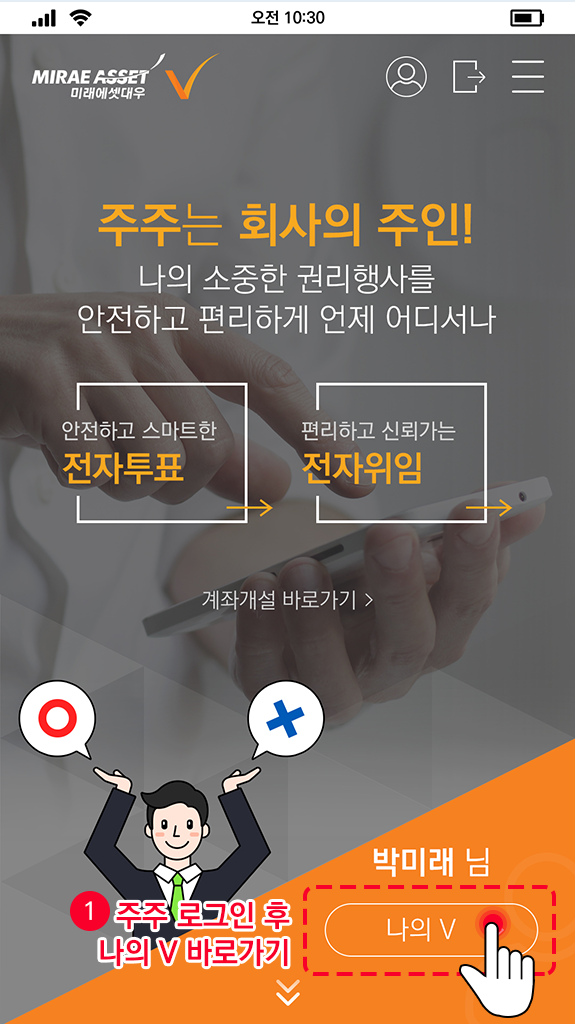 오전 10:30
MIRAE ASSET
미래에셋대우
V
주주는 회사의 주인!
나의 소중한 권리행사를
안전하고 편리하게 언제 어디서나
안전하고 스마트한
전자투표
편리하고 신뢰가는
전자위임
계좌개설 바로가기 >
박미래 님
1 주주 로그인 후
나의 V 바로가기
나의 V